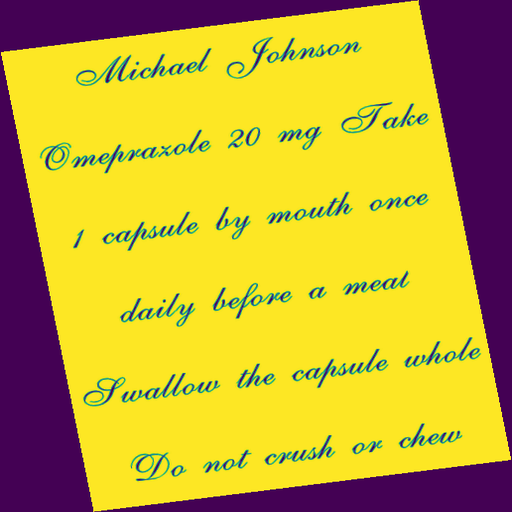 Michael Johnson
Omeprazole 20 mg Take
1 capsule by mouth once
daily before a meal
Swallow the capsule whole
Do not crush or chew